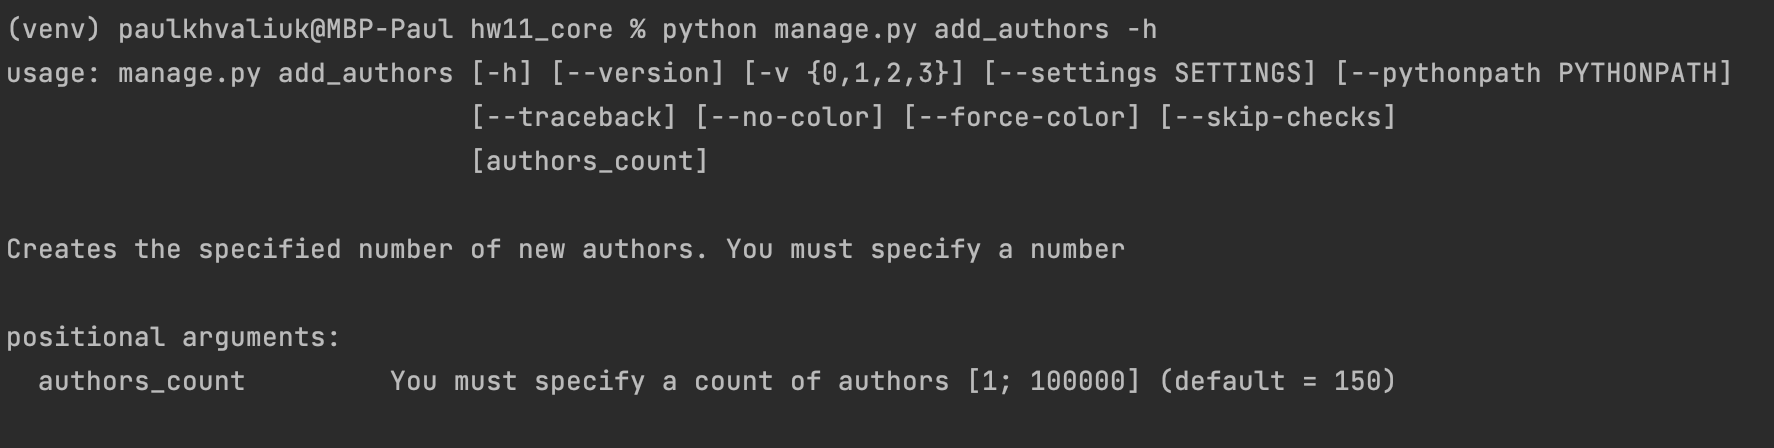 (venv) paulkhvaliuk@MBP-Paul hw11_core % python manage.py add_authors -h
usage: manage.py add_authors [-h] [--version] [-v {0,1,2,3}] [--settings SETTINGS] [--pythonpath PYTHONPATH]
[--traceback] [--no-color] [--force-color] [--skip-checks]
[authors_count]
Creates the specified number of new authors. You must specify a number
positional arguments:
authors_count You must specify a count of authors [1; 100000] (default = 150)